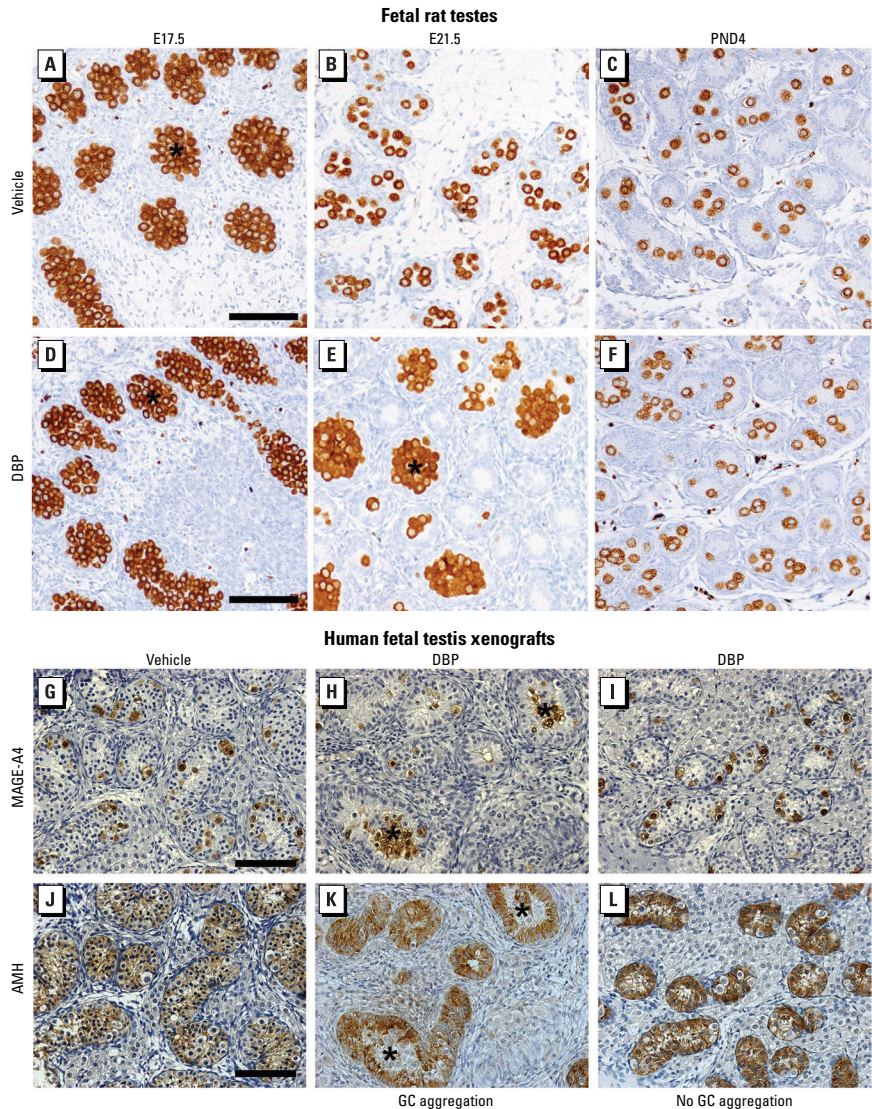 Fetal rat testes
E17.5
E21.5
PND4
Vehicle
A
B
C
DBP
D
E
F
Human fetal testis xenografts
Vehicle
DBP
DBP
MAGE-A4
G
H
I
AMH
J
K
L
GC aggregation
No GC aggregation